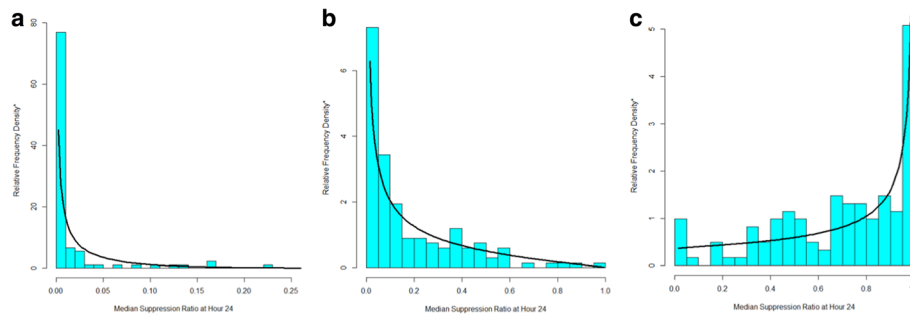 a
Relative Frequency Density*
0 20 40 60 80
0.00 0.05 0.10 0.15 0.20 0.25
Median Suppression Ratio at Hour 24
b
Relative Frequency Density*
0 2 4 6
0.0 0.2 0.4 0.6 0.8 1.0
Median Suppression Ratio at Hour 24
c
Relative Frequency Density*
0 1 2 3 4 5
0.0 0.2 0.4 0.6 0.8
Median Suppression Ratio at Hour 24